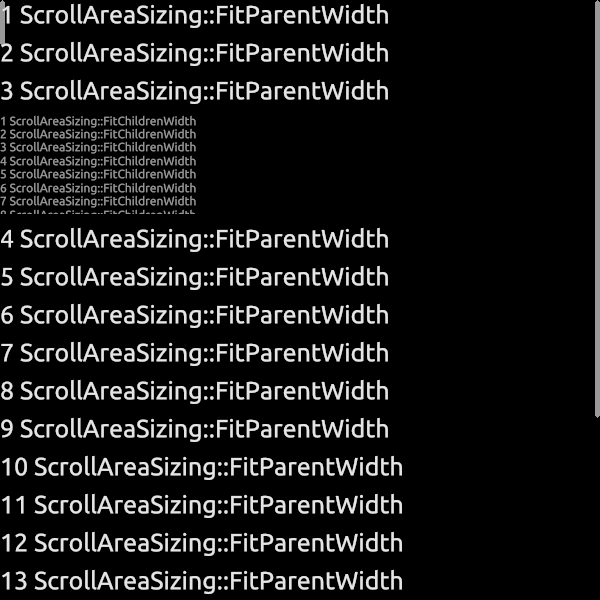 1 ScrollAreaSizing::FitParentWidth
2 ScrollAreaSizing::FitParentWidth
3 ScrollAreaSizing::FitParentWidth
1 ScrollAreaSizing::FitChildrenWidth
2 ScrollAreaSizing::FitChildrenWidth
3 ScrollAreaSizing::FitChildrenWidth
4 ScrollAreaSizing::FitChildrenWidth
5 ScrollAreaSizing::FitChildrenWidth
6 ScrollAreaSizing::FitChildrenWidth
7 ScrollAreaSizing::FitChildrenWidth
8 ScrollAreaSizing::FitChildrenWidth
4 ScrollAreaSizing::FitParentWidth
5 ScrollAreaSizing::FitParentWidth
6 ScrollAreaSizing::FitParentWidth
7 ScrollAreaSizing::FitParentWidth
8 ScrollAreaSizing::FitParentWidth
9 ScrollAreaSizing::FitParentWidth
10 ScrollAreaSizing::FitParentWidth
11 ScrollAreaSizing::FitParentWidth
12 ScrollAreaSizing::FitParentWidth
13 ScrollAreaSizing::FitParentWidth